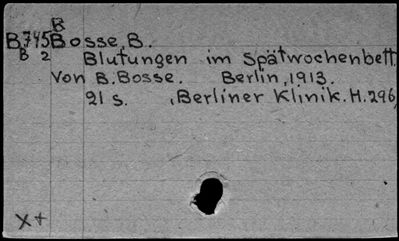 B
B745 Bosse, B.
B 2 Blutungen im Spätwochenbett.
Von B. Bosse. Berlin, 1913.
21 s. , Berliner Klinik. H. 296,
X+